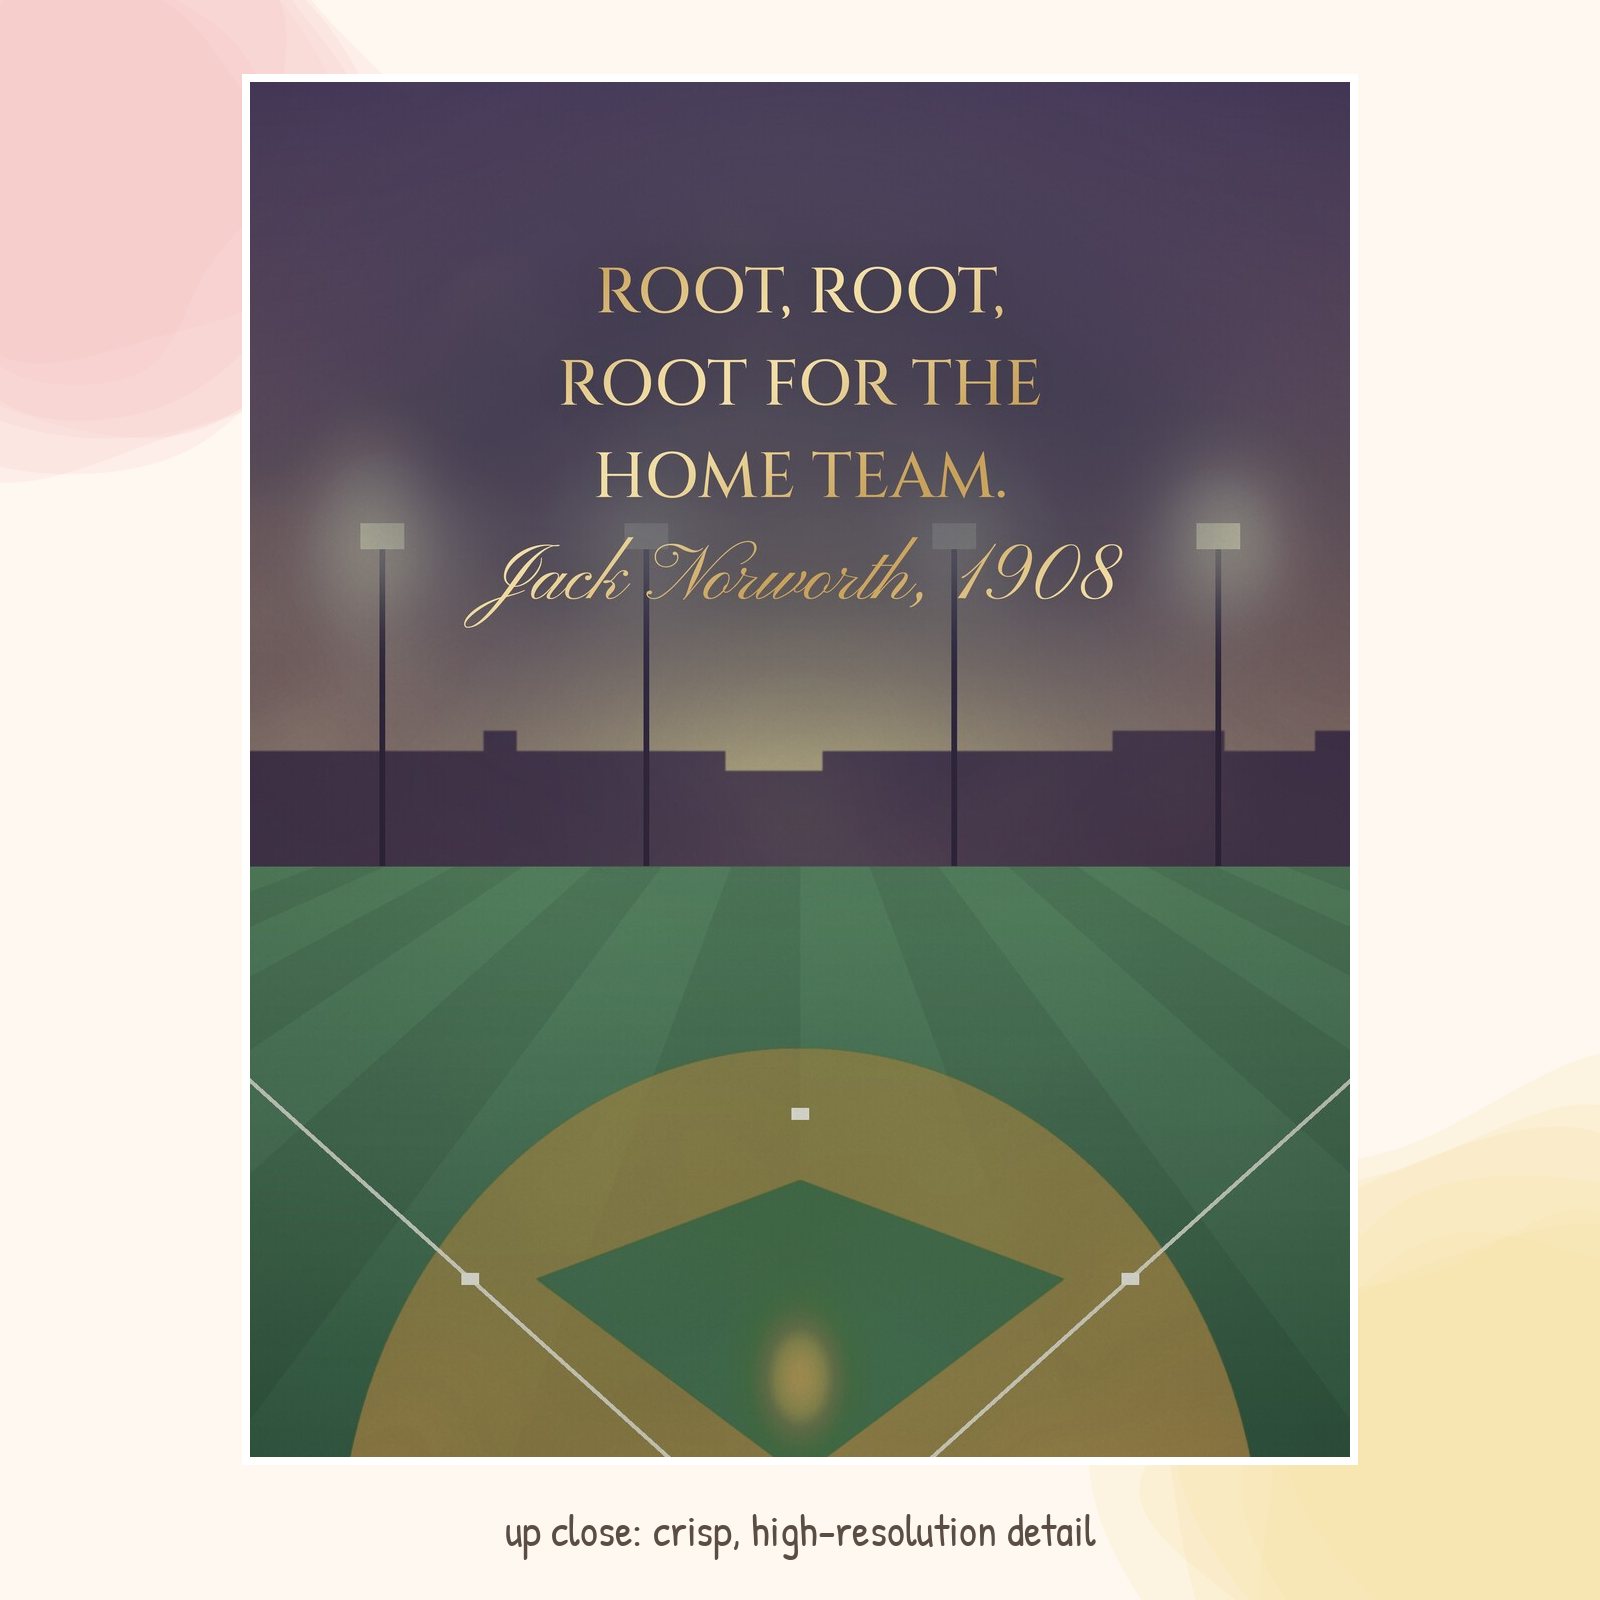 ROOT, ROOT,
ROOT FOR THE
HOME TEAM.
Jack Norworth, 1908
up close: crisp, high-resolution detail